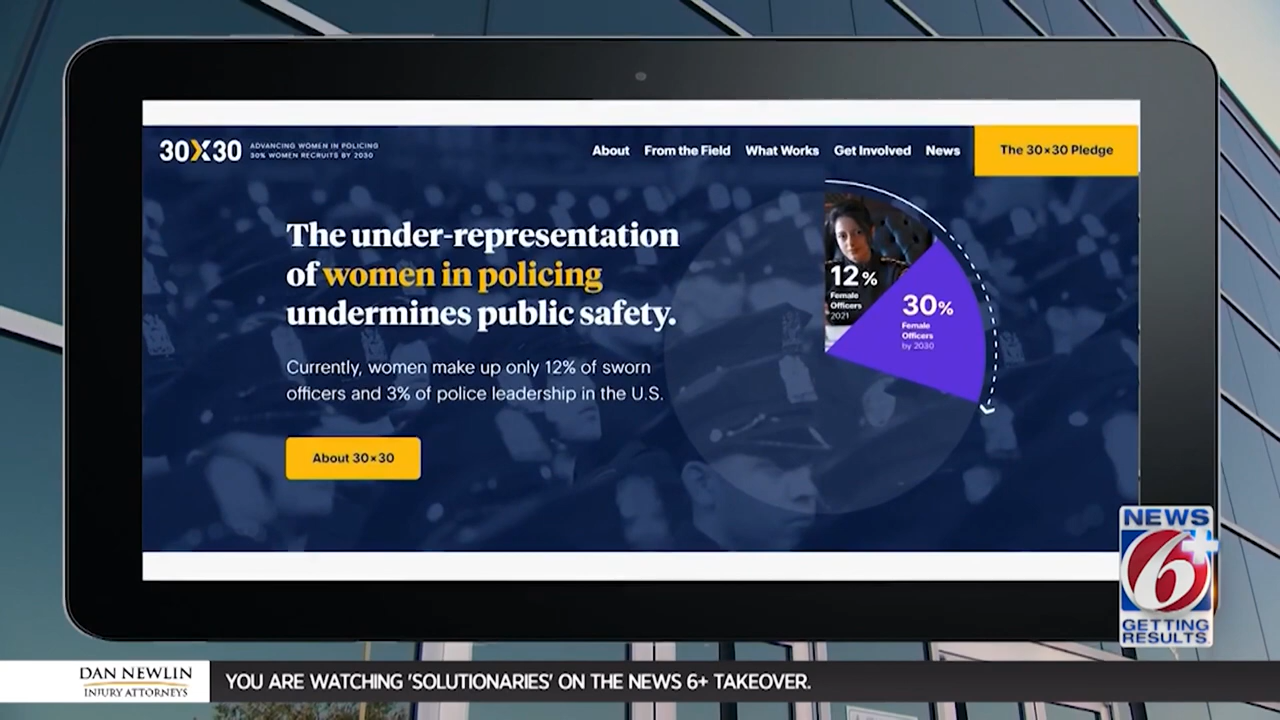 30X30
ADVANCING WOMEN IN POLICING
30% WOMEN RECRUITS BY 2030
About From the Field What Works Get Involved News The 30×30 Pledge
The under-representation
of women in policing
undermines public safety.
Currently, women make up only 12% of sworn
officers and 3% of police leadership in the U.S.
About 30×30
12%
Female
Officers
2021
30%
Female
Officers
by 2030
NEWS
6+
GETTING
RESULTS
DAN NEWLIN
INJURY ATTORNEYS
YOU ARE WATCHING 'SOLUTIONARIES' ON THE NEWS 6+ TAKEOVER.